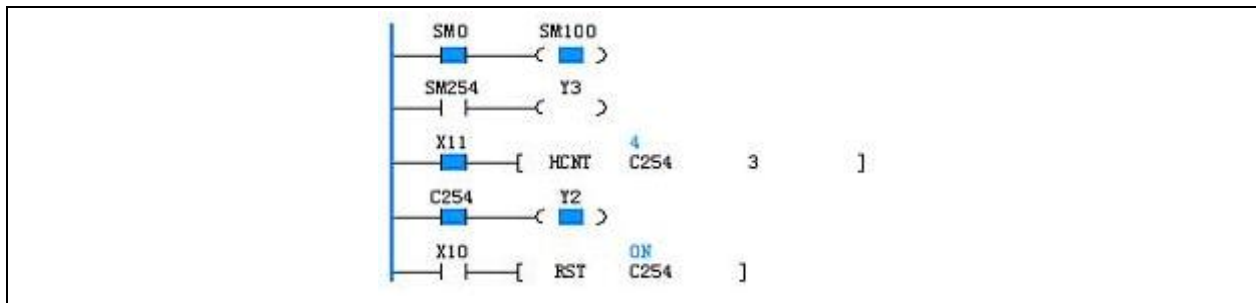 SM0 SM100
SM254 Y3
X11 4
[ HCNT C254 3 ]
C254 Y2
X10 ON
[ RST C254 ]